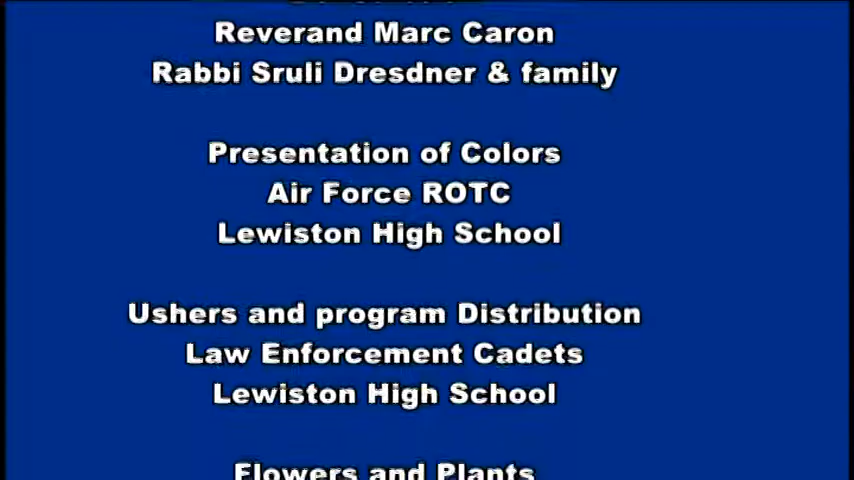 Reverand Marc Caron
Rabbi Sruli Dresdner & family
Presentation of Colors
Air Force ROTC
Lewiston High School
Ushers and program Distribution
Law Enforcement Cadets
Lewiston High School
Flowers and Plants